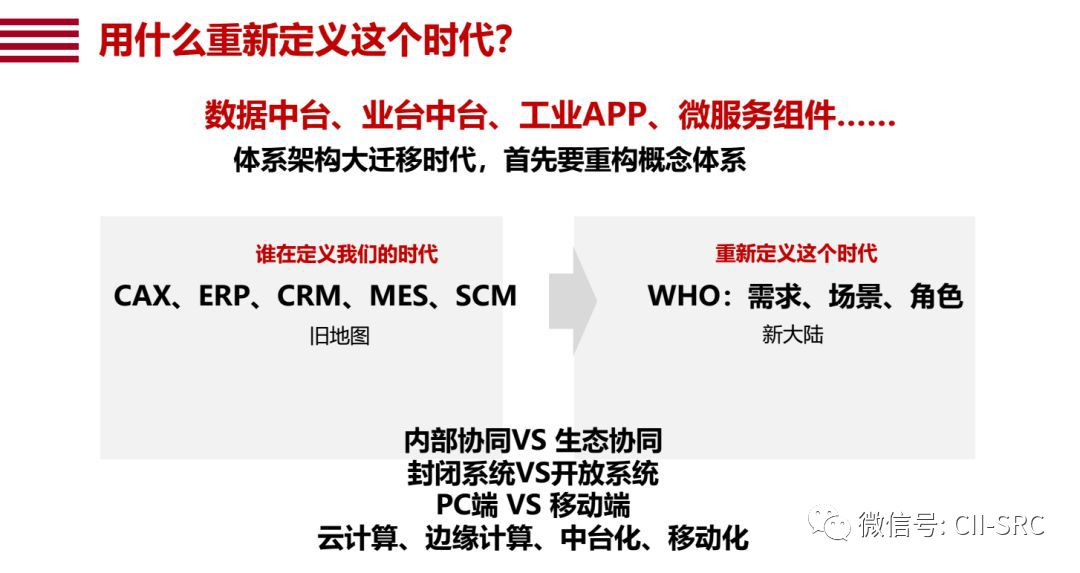 用什么重新定义这个时代?
数据中台、业台中台、工业APP、微服务组件……
体系架构大迁移时代，首先要重构概念体系
谁在定义我们的时代
CAX、ERP、CRM、MES、SCM
旧地图
重新定义这个时代
WHO：需求、场景、角色
新大陆
内部协同VS 生态协同
封闭系统VS开放系统
PC端 VS 移动端
云计算、边缘计算、中台化、移动化
微信号: CII-SRC